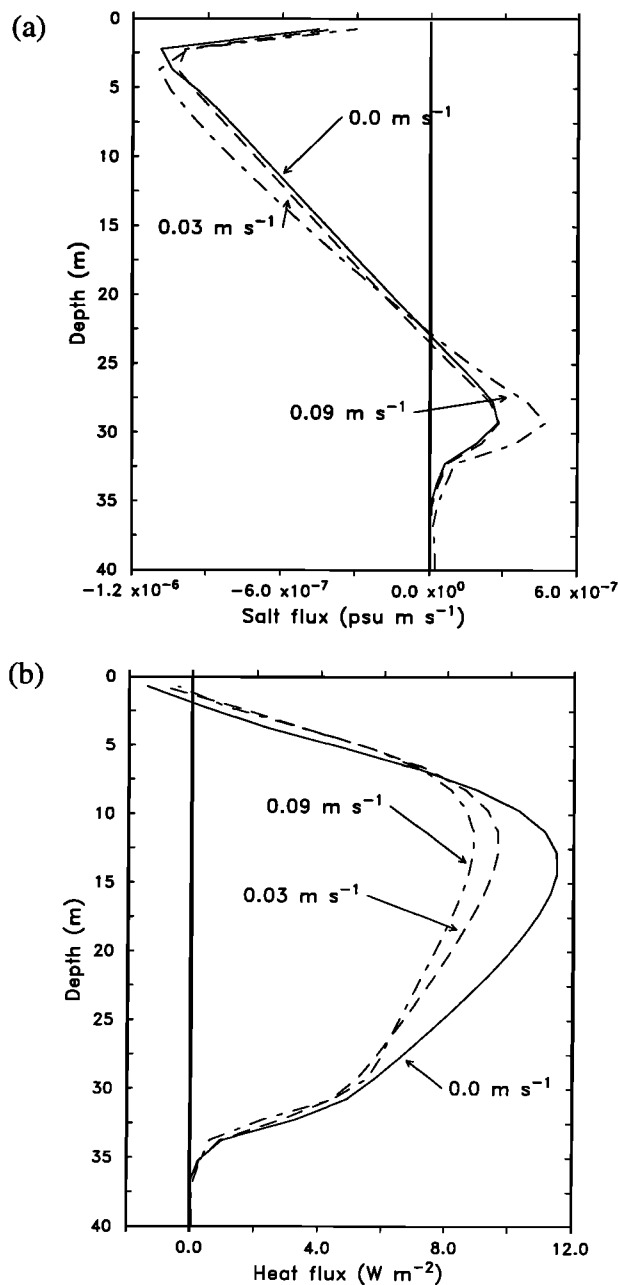 (a)
0
5
10
15
20
25
30
35
40
Depth (m)
0.0 m s⁻¹
0.03 m s⁻¹
0.09 m s⁻¹
−1.2 x10⁻⁶
−6.0 x10⁻⁷
0.0 x10⁰
6.0 x10⁻⁷
Salt flux (psu m s⁻¹)
(b)
0
5
10
15
20
25
30
35
40
Depth (m)
0.09 m s⁻¹
0.03 m s⁻¹
0.0 m s⁻¹
0.0
4.0
8.0
12.0
Heat flux (W m⁻²)